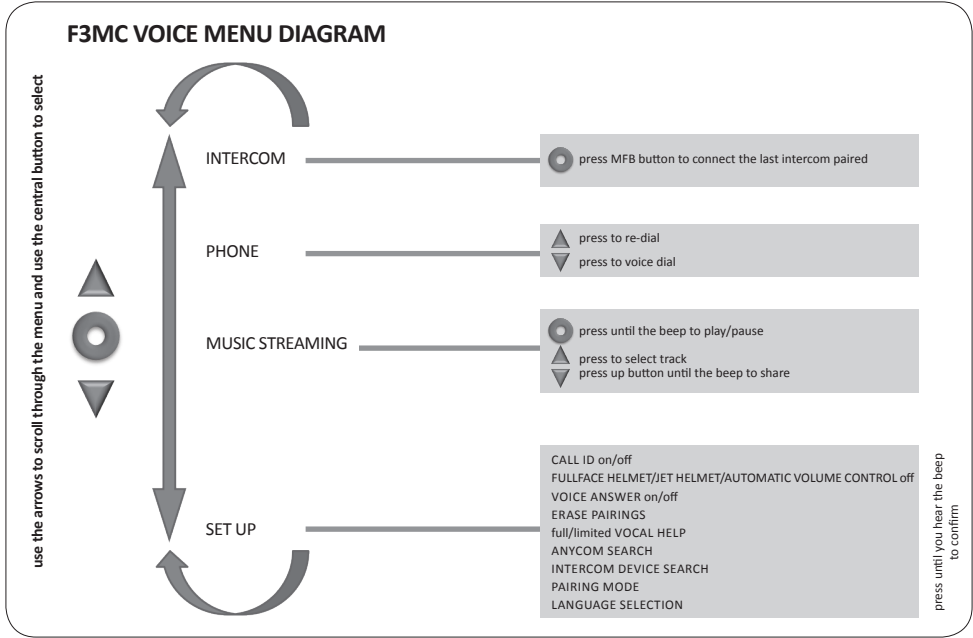 F3MC VOICE MENU DIAGRAM
use the arrows to scroll through the menu and use the central button to select
INTERCOM
press MFB button to connect the last intercom paired
PHONE
press to re-dial
press to voice dial
MUSIC STREAMING
press until the beep to play/pause
press to select track
press up button until the beep to share
SET UP
CALL ID on/off
FULLFACE HELMET/JET HELMET/AUTOMATIC VOLUME CONTROL off
VOICE ANSWER on/off
ERASE PAIRINGS
full/limited VOCAL HELP
ANYCOM SEARCH
INTERCOM DEVICE SEARCH
PAIRING MODE
LANGUAGE SELECTION
press until you hear the beep
to confirm